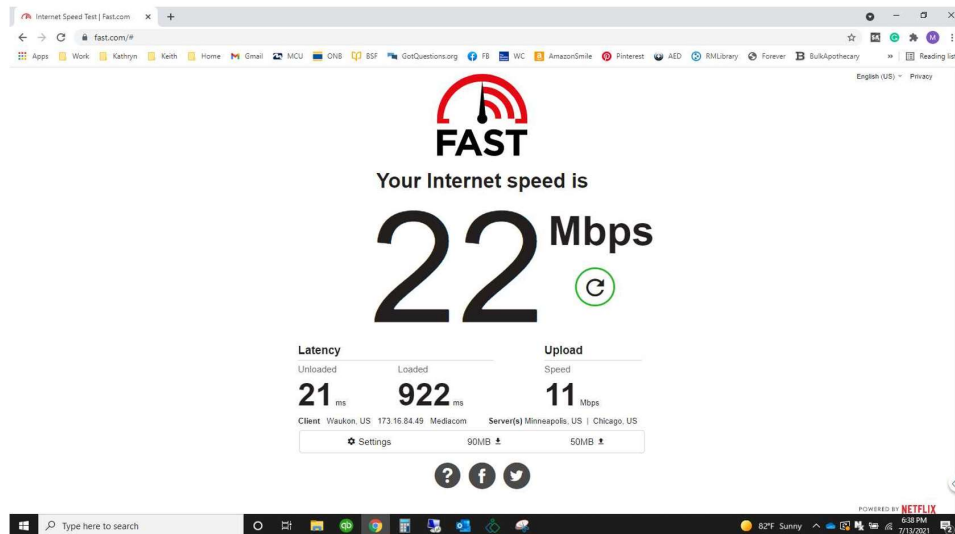 Internet Speed Test | Fast.com
fast.com/#
Apps Work Kathryn Keith Home Gmail MCU ONB BSF GotQuestions.org FB WC AmazonSmile Pinterest AED RMLibrary Forever BulkApothecary » Reading list
English (US) Privacy
FAST
Your Internet speed is
22 Mbps
Latency Upload
Unloaded Loaded Speed
21 ms 922 ms 11 Mbps
Client Waukon, US 173.16.84.49 Mediacom Server(s) Minneapolis, US | Chicago, US
Settings 90MB 50MB
POWERED BY NETFLIX
Type here to search
82°F Sunny
6:38 PM
7/13/2021